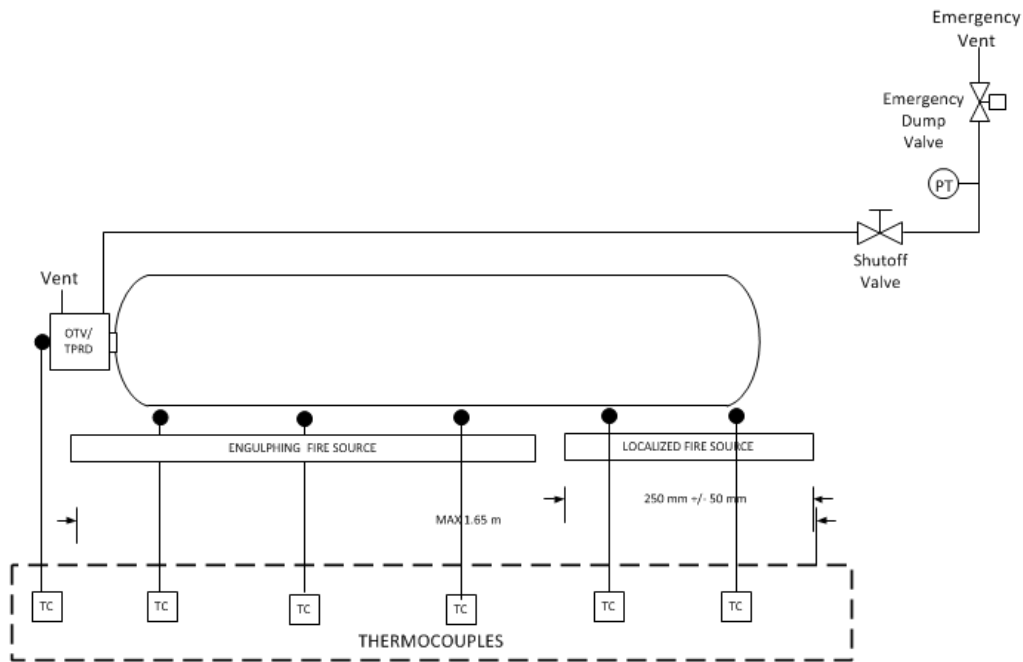 Emergency
Vent
Emergency
Dump
Valve
PT
Shutoff
Valve
Vent
OTV/
TPRD
ENGULPHING FIRE SOURCE
LOCALIZED FIRE SOURCE
250 mm +/- 50 mm
MAX 1.65 m
TC
TC
TC
TC
TC
TC
THERMOCOUPLES